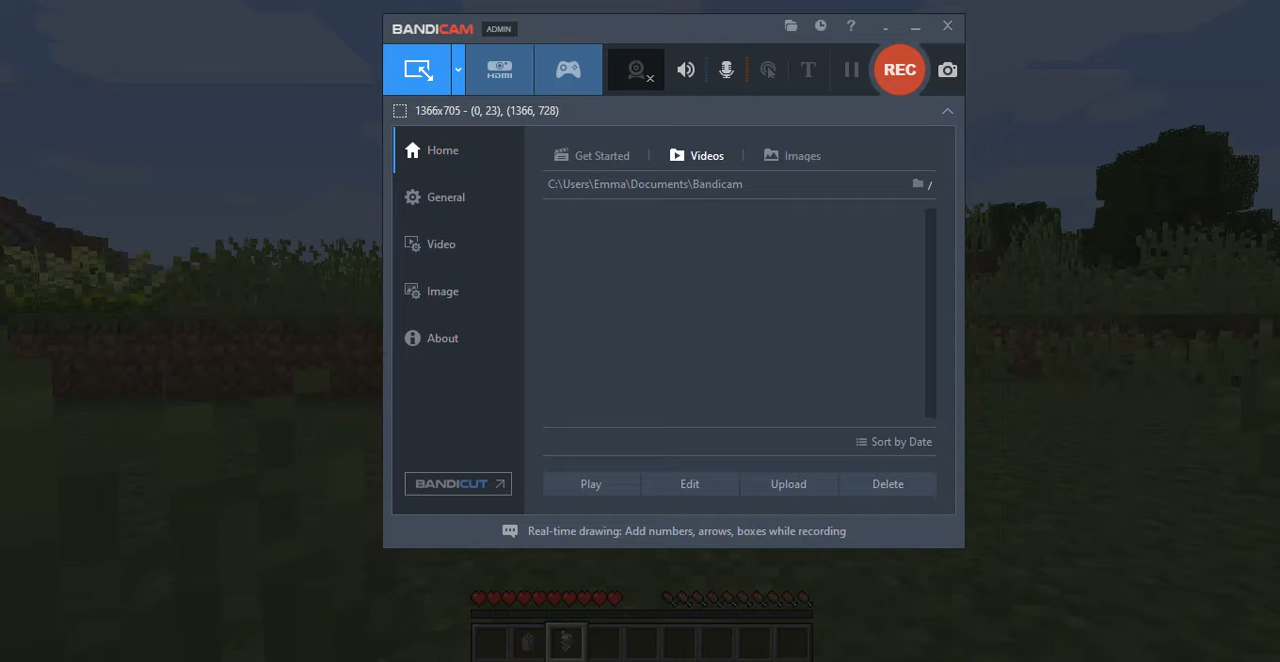 BANDICAM ADMIN ?
HDMI T REC
1366x705 - (0, 23), (1366, 728)
Home
General
Video
Image
About
BANDICUT
Get Started | Videos | Images
C:\Users\Emma\Documents\Bandicam /
Sort by Date
Play Edit Upload Delete
Real-time drawing: Add numbers, arrows, boxes while recording